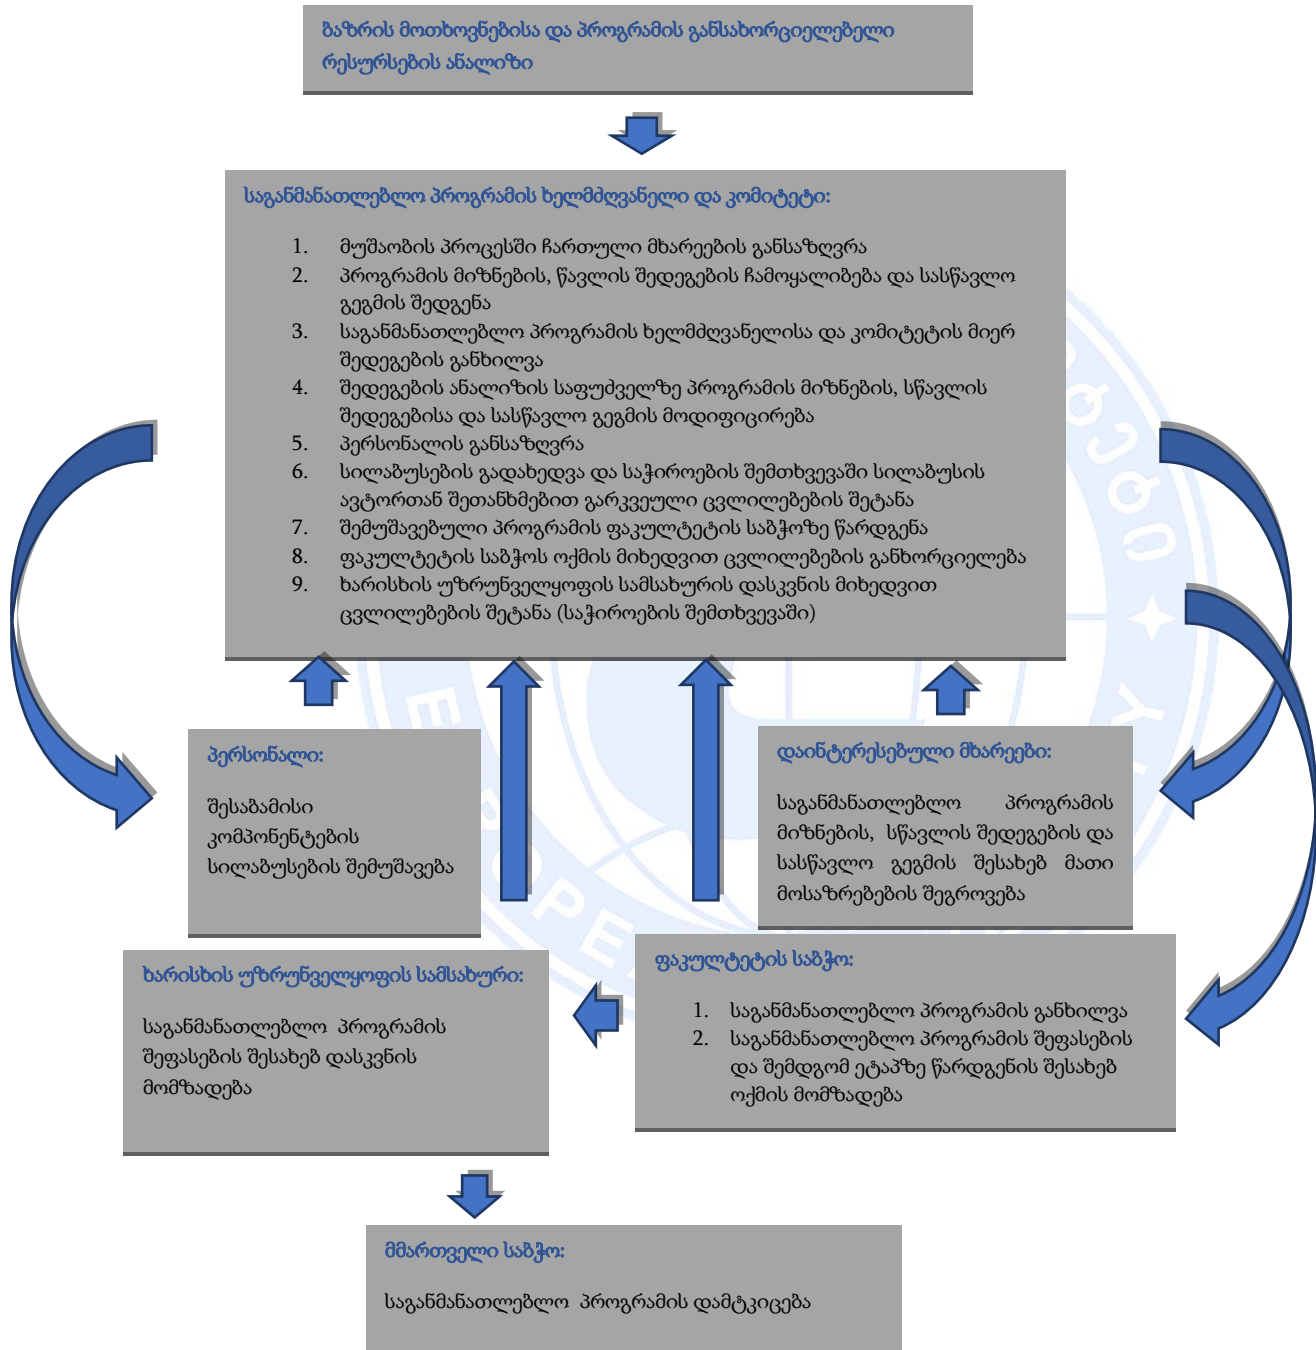 ბაზრის მოთხოვნებისა და პროგრამის განსახორციელებელი
რესურსების ანალიზი
საგანმანათლებლო პროგრამის ხელმძღვანელი და კომიტეტი:
1. მუშაობის პროცესში ჩართული მხარეების განსაზღვრა
2. პროგრამის მიზნების, წავლის შედეგების ჩამოყალიბება და სასწავლო
გეგმის შედგენა
3. საგანმანათლებლო პროგრამის ხელმძღვანელისა და კომიტეტის მიერ
შედეგების განხილვა
4. შედეგების ანალიზის საფუძველზე პროგრამის მიზნების, სწავლის
შედეგებისა და სასწავლო გეგმის მოდიფიცირება
5. პერსონალის განსაზღვრა
6. სილაბუსების გადახედვა და საჭიროების შემთხვევაში სილაბუსის
ავტორთან შეთანხმებით გარკვეული ცვლილებების შეტანა
7. შემუშავებული პროგრამის ფაკულტეტის საბჭოზე წარდგენა
8. ფაკულტეტის საბჭოს ოქმის მიხედვით ცვლილებების განხორციელება
9. ხარისხის უზრუნველყოფის სამსახურის დასკვნის მიხედვით
ცვლილებების შეტანა (საჭიროების შემთხვევაში)
პერსონალი:
შესაბამისი
კომპონენტების
სილაბუსების შემუშავება
დაინტერესებული მხარეები:
საგანმანათლებლო პროგრამის
მიზნების, სწავლის შედეგების და
სასწავლო გეგმის შესახებ მათი
მოსაზრებების შეგროვება
ხარისხის უზრუნველყოფის სამსახური:
საგანმანათლებლო პროგრამის
შეფასების შესახებ დასკვნის
მომზადება
ფაკულტეტის საბჭო:
1. საგანმანათლებლო პროგრამის განხილვა
2. საგანმანათლებლო პროგრამის შეფასების
და შემდგომ ეტაპზე წარდგენის შესახებ
ოქმის მომზადება
მმართველი საბჭო:
საგანმანათლებლო პროგრამის დამტკიცება